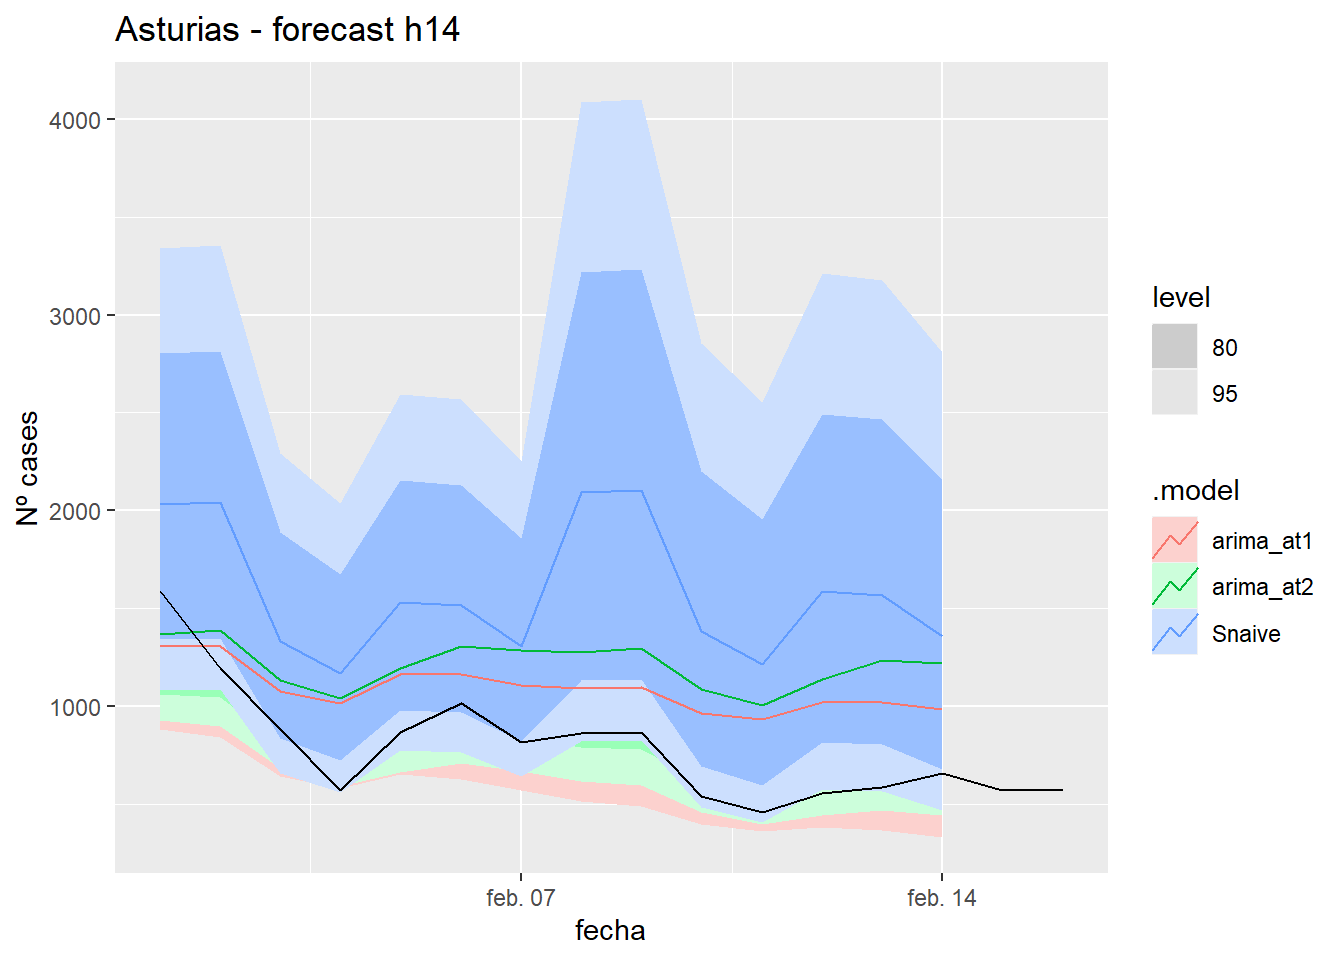 Asturias - forecast h14
4000
3000
2000
1000
Nº cases
feb. 07
feb. 14
fecha
level
80
95
.model
arima_at1
arima_at2
Snaive